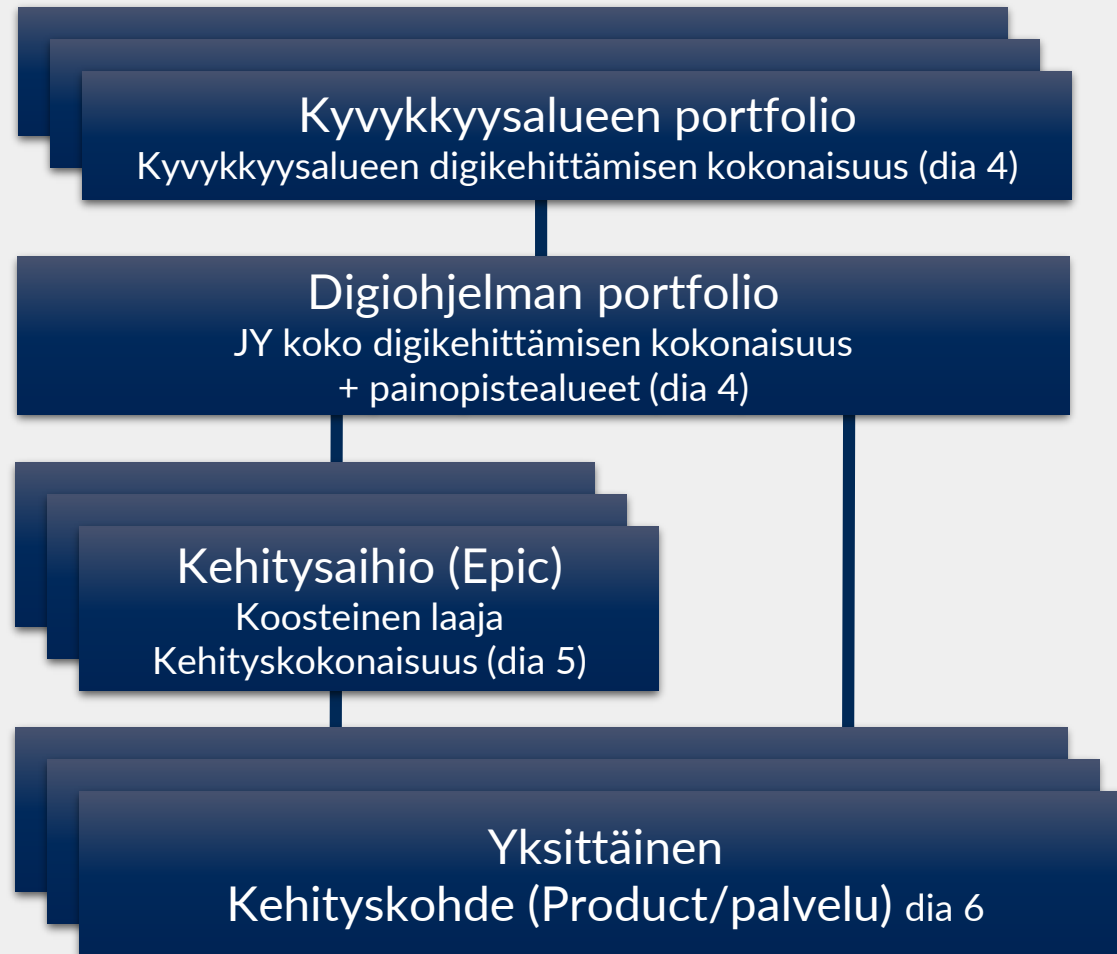 Kyvykkyysalueen portfolio
Kyvykkyysalueen digikehittämisen kokonaisuus (dia 4)
Digiohjelman portfolio
JY koko digikehittämisen kokonaisuus
+ painopistealueet (dia 4)
Kehitysaihio (Epic)
Koosteinen laaja
Kehityskokonaisuus (dia 5)
Yksittäinen
Kehityskohde (Product/palvelu) dia 6